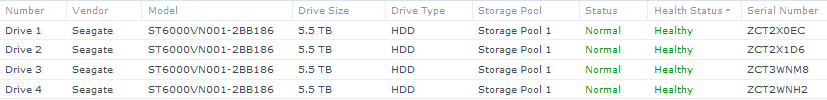 Number Vendor Model Drive Size Drive Type Storage Pool Status Health Status Serial Number
Drive 1 Seagate ST6000VN001-2BB186 5.5 TB HDD Storage Pool 1 Normal Healthy ZCT2X0EC
Drive 2 Seagate ST6000VN001-2BB186 5.5 TB HDD Storage Pool 1 Normal Healthy ZCT2X1D6
Drive 3 Seagate ST6000VN001-2BB186 5.5 TB HDD Storage Pool 1 Normal Healthy ZCT3WNM8
Drive 4 Seagate ST6000VN001-2BB186 5.5 TB HDD Storage Pool 1 Normal Healthy ZCT2WNH2